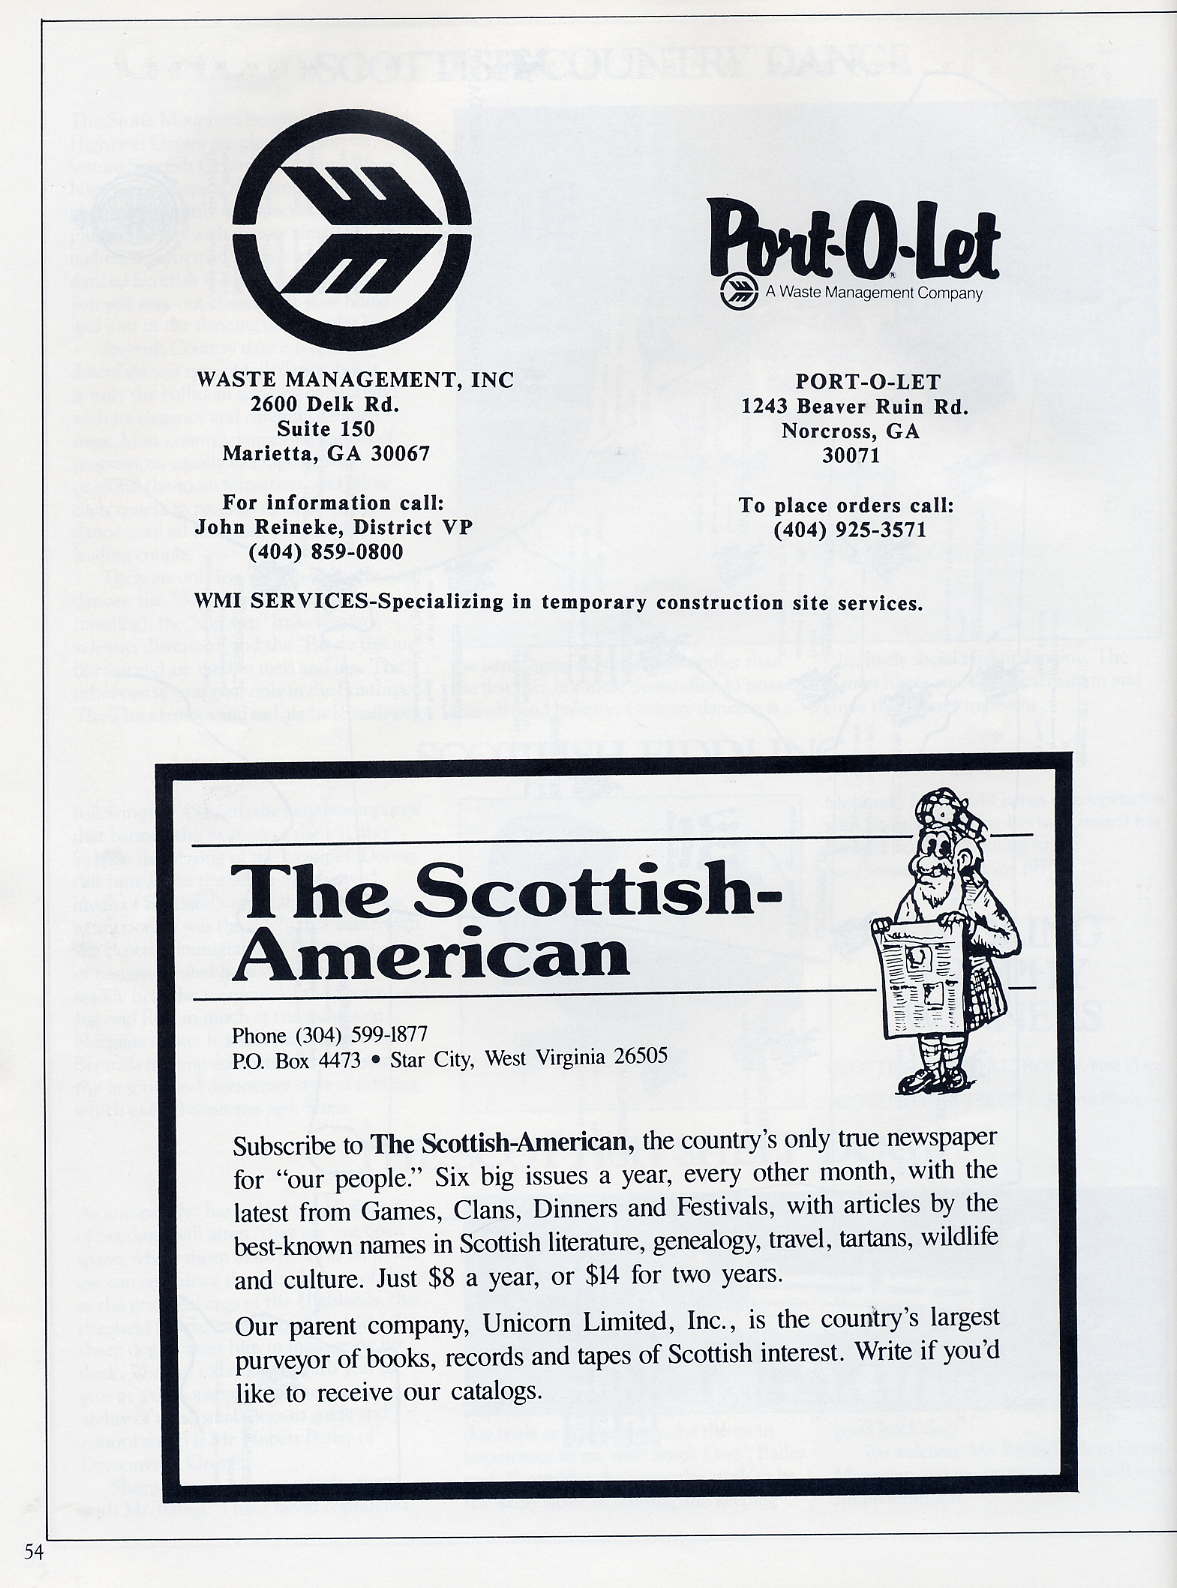 Port-O-Let
A Waste Management Company
WASTE MANAGEMENT, INC
2600 Delk Rd.
Suite 150
Marietta, GA 30067
For information call:
John Reineke, District VP
(404) 859-0800
PORT-O-LET
1243 Beaver Ruin Rd.
Norcross, GA
30071
To place orders call:
(404) 925-3571
WMI SERVICES-Specializing in temporary construction site services.
The Scottish-
American
Phone (304) 599-1877
P.O. Box 4473 • Star City, West Virginia 26505
Subscribe to The Scottish-American, the country's only true newspaper
for "our people." Six big issues a year, every other month, with the
latest from Games, Clans, Dinners and Festivals, with articles by the
best-known names in Scottish literature, genealogy, travel, tartans, wildlife
and culture. Just $8 a year, or $14 for two years.
Our parent company, Unicorn Limited, Inc., is the country's largest
purveyor of books, records and tapes of Scottish interest. Write if you'd
like to receive our catalogs.
54